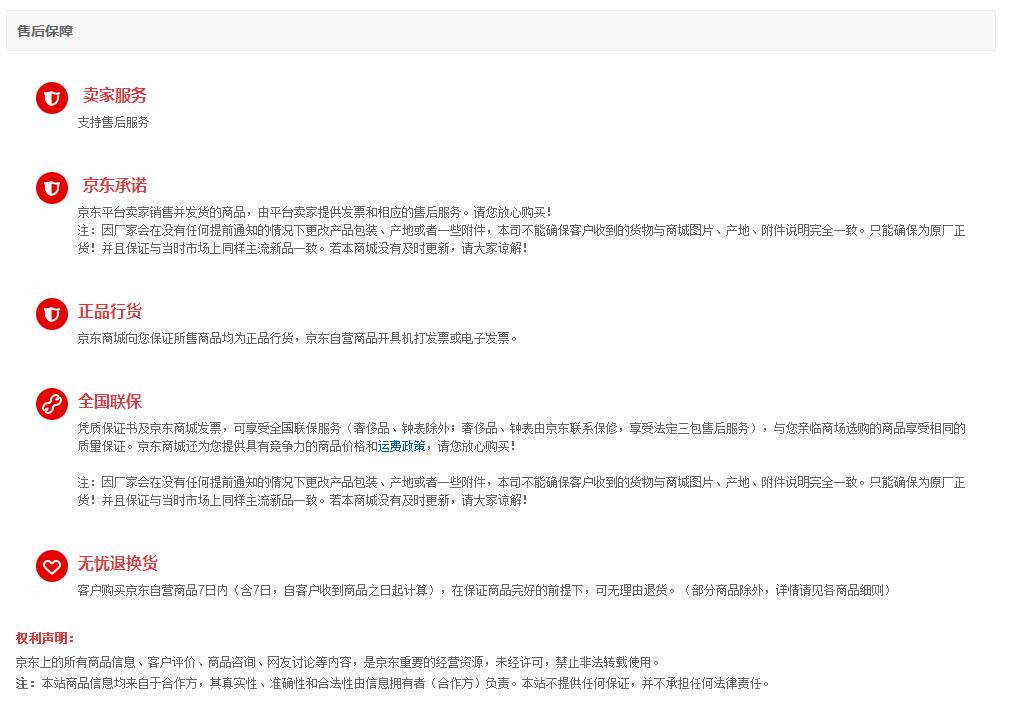 售后保障
卖家服务
支持售后服务
京东承诺
京东平台卖家销售并发货的商品，由平台卖家提供发票和相应的售后服务。请您放心购买！
注：因厂家会在没有任何提前通知的情况下更改产品包装、产地或者一些附件，本司不能确保客户收到的货物与商城图片、产地、附件说明完全一致。只能确保为原厂正
货！并且保证与当时市场上同样主流新品一致。若本商城没有及时更新，请大家谅解！
正品行货
京东商城向您保证所售商品均为正品行货，京东自营商品开具机打发票或电子发票。
全国联保
凭质保证书及京东商城发票，可享受全国联保服务（奢侈品、钟表除外；奢侈品、钟表由京东联系保修，享受法定三包售后服务），与您亲临商场选购的商品享受相同的
质量保证。京东商城还为您提供具有竞争力的商品价格和运费政策，请您放心购买！
注：因厂家会在没有任何提前通知的情况下更改产品包装、产地或者一些附件，本司不能确保客户收到的货物与商城图片、产地、附件说明完全一致。只能确保为原厂正
货！并且保证与当时市场上同样主流新品一致。若本商城没有及时更新，请大家谅解！
无忧退换货
客户购买京东自营商品7日内（含7日，自客户收到商品之日起计算），在保证商品完好的前提下，可无理由退货。（部分商品除外，详情请见各商品细则）
权利声明：
京东上的所有商品信息、客户评价、商品咨询、网友讨论等内容，是京东重要的经营资源，未经许可，禁止非法转载使用。
注：本站商品信息均来自于合作方，其真实性、准确性和合法性由信息拥有者（合作方）负责。本站不提供任何保证，并不承担任何法律责任。